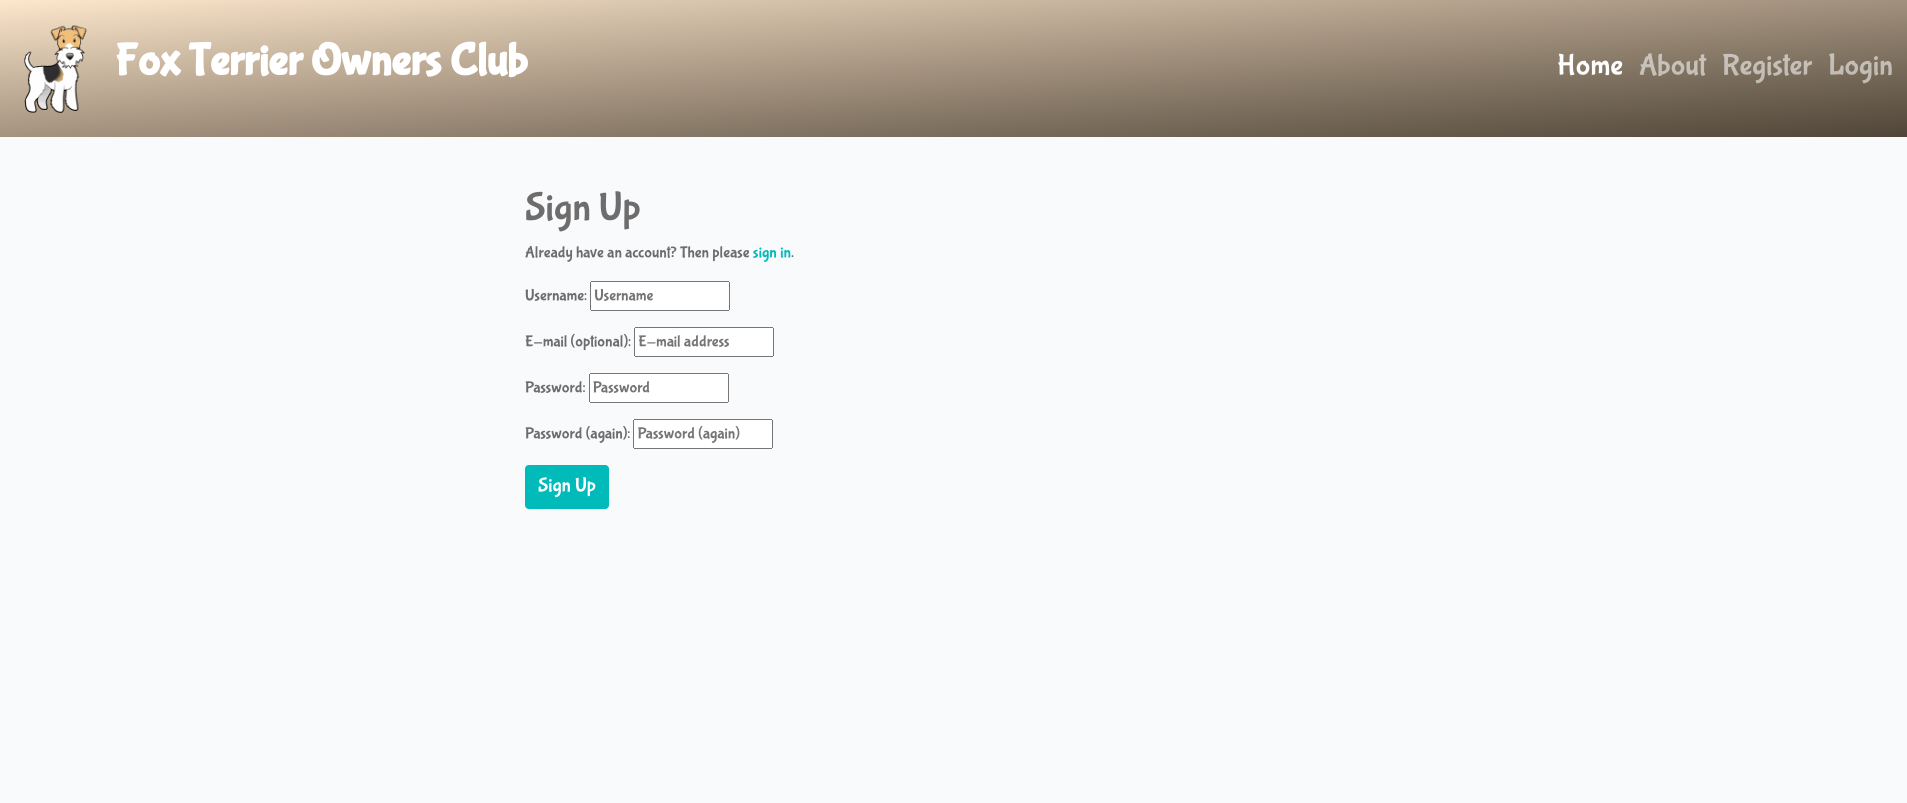 Fox Terrier Owners Club
Home About Register Login
Sign Up
Already have an account? Then please sign in.
Username: Username
E-mail (optional): E-mail address
Password: Password
Password (again): Password (again)
Sign Up